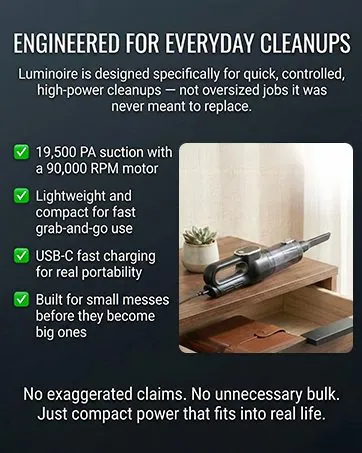 ENGINEERED FOR EVERYDAY CLEANUPS
Luminoire is designed specifically for quick, controlled,
high-power cleanups — not oversized jobs it was
never meant to replace.
19,500 PA suction with
a 90,000 RPM motor
Lightweight and
compact for fast
grab-and-go use
USB-C fast charging
for real portability
Built for small messes
before they become
big ones
No exaggerated claims. No unnecessary bulk.
Just compact power that fits into real life.